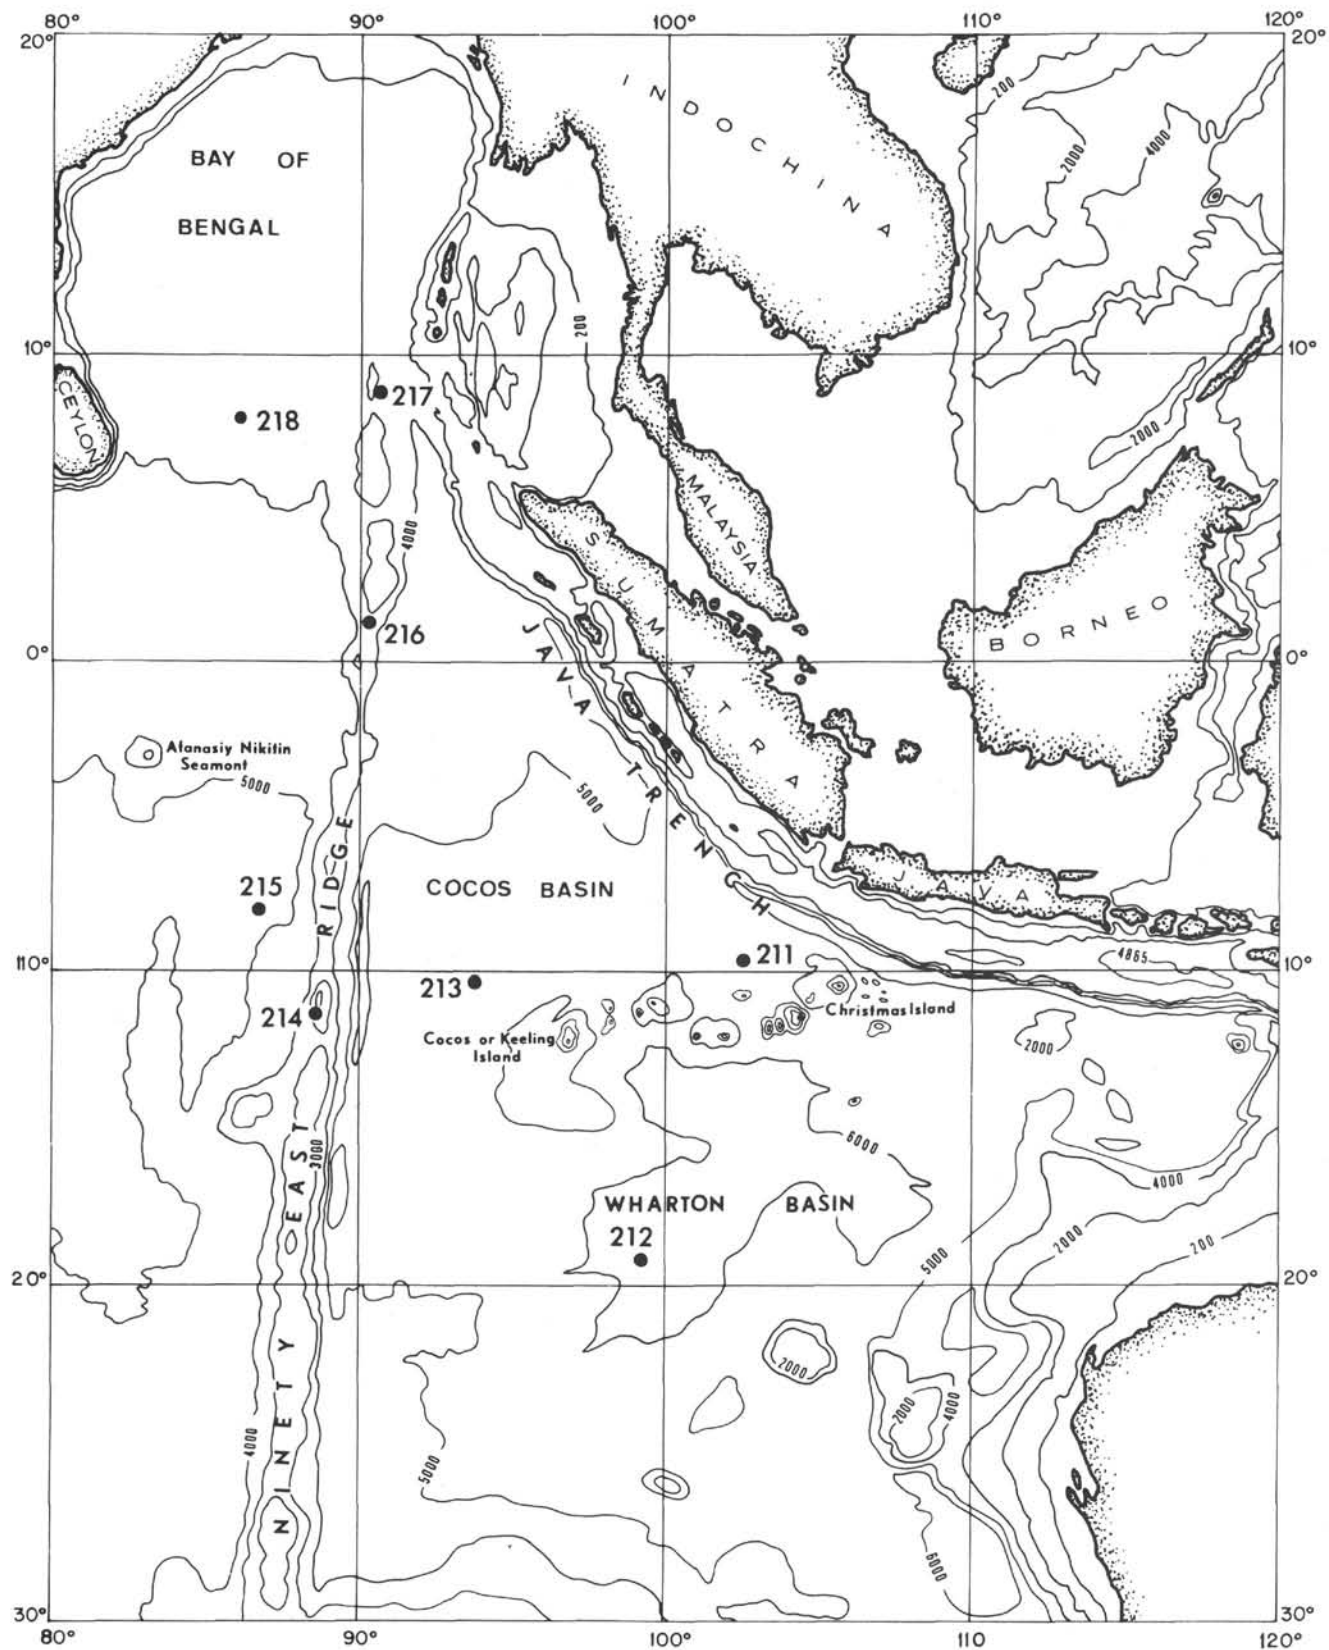 80° 90° 100° 110° 120°
20° 20°
INDOCHINA
200
BAY OF
2000
4000
BENGAL
200
10° 10°
CEYLON
217
218
2000
MALAYSIA
4000
SUMATRA
BORNEO
216
0° 0°
JAVA TRENCH
Afanasiy Nikitin
Seamont
5000
5000
RIDGE
215
COCOS BASIN
JAVA
211
4865
110° 10°
213
214
Christmas Island
Cocos or Keeling
Island
2000
EAST
3000
6000
4000
WHARTON BASIN
212
2000
200
5000
20° 20°
NINETY
2000
2000
4000
4000
5000
6000
30° 30°
80° 90° 100° 110° 120°